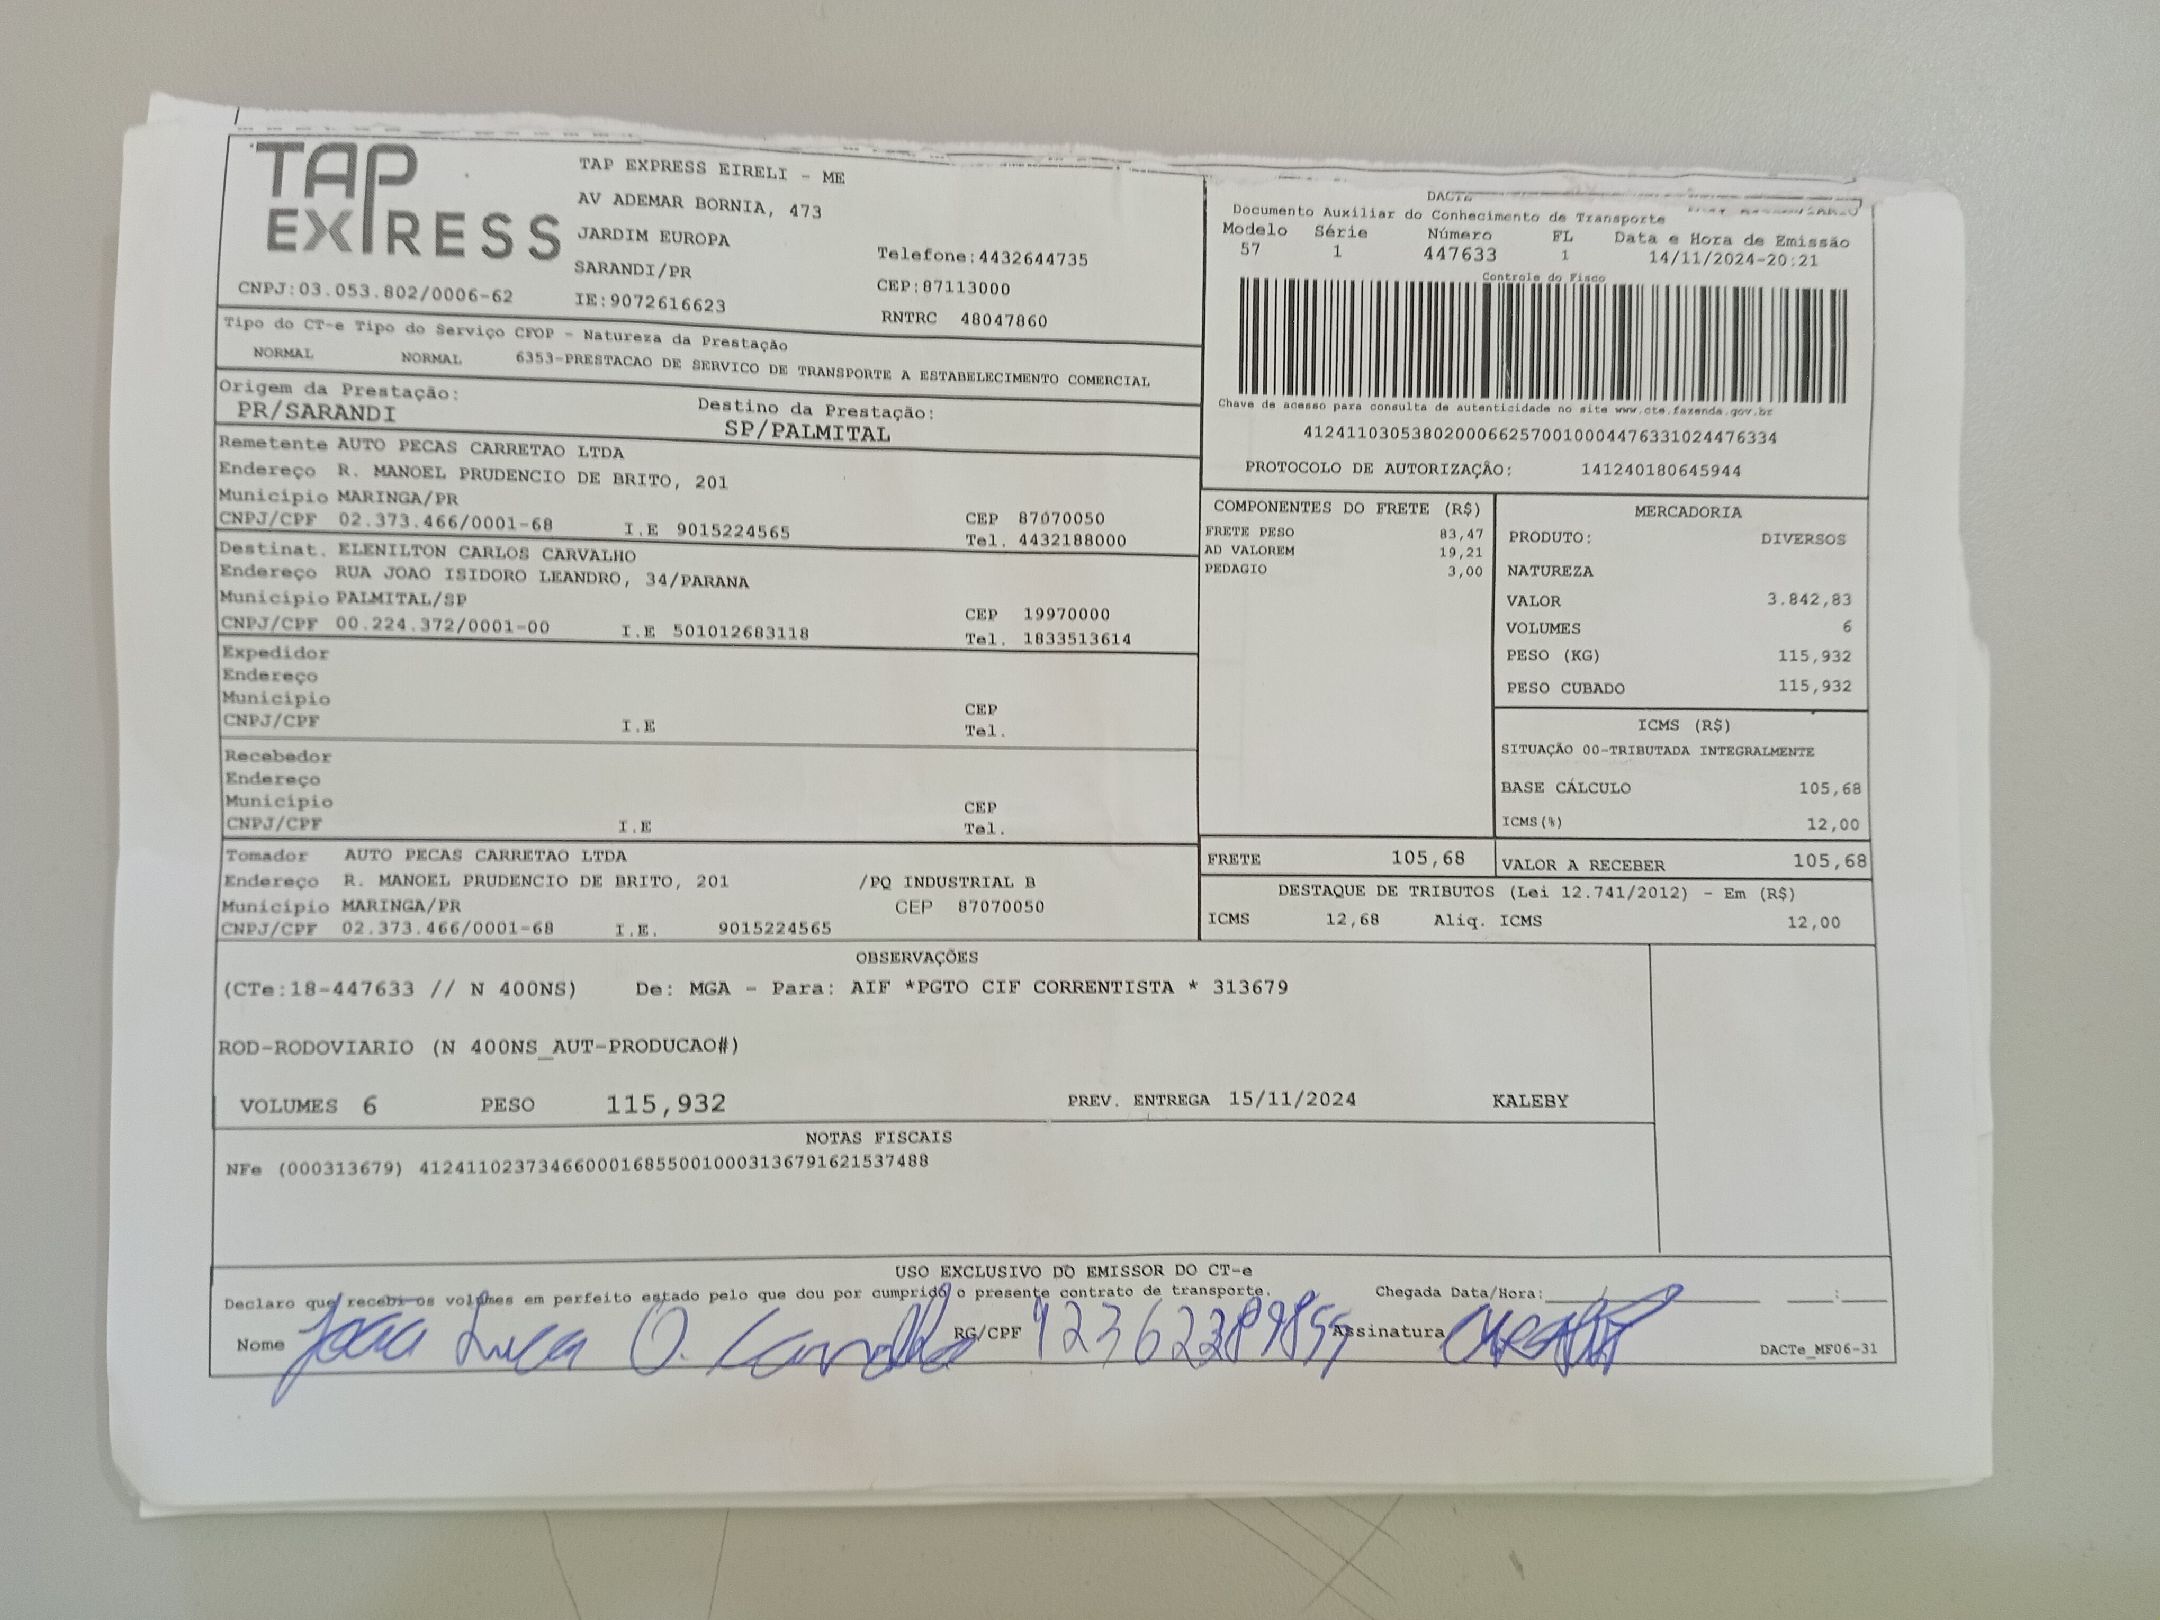 TAP EXPRESS
TAP EXPRESS EIRELI - ME
AV ADEMAR BORNIA, 473
JARDIM EUROPA
SARANDI/PR
IE:9072616623
Telefone:4432644735
CEP:87113000
RNTRC 48047860
CNPJ:03.053.802/0006-62
DACTe
Documento Auxiliar do Conhecimento de Transporte
Modelo Série Número FL Data e Hora de Emissão
57 1 447633 1 14/11/2024-20:21
Controle do Fisco
Chave de acesso para consulta de autenticidade no site www.cte.fazenda.gov.br
41241103053802000662570010004476331024476334
PROTOCOLO DE AUTORIZAÇÃO: 141240180645944
Tipo do CT-e Tipo do Serviço CFOP - Natureza da Prestação
NORMAL NORMAL 6353-PRESTACAO DE SERVICO DE TRANSPORTE A ESTABELECIMENTO COMERCIAL
Origem da Prestação: Destino da Prestação:
PR/SARANDI SP/PALMITAL
Remetente AUTO PECAS CARRETAO LTDA
Endereço R. MANOEL PRUDENCIO DE BRITO, 201
Município MARINGA/PR CEP 87070050
CNPJ/CPF 02.373.466/0001-68 I.E 9015224565 Tel. 4432188000
Destinat. ELENILTON CARLOS CARVALHO
Endereço RUA JOAO ISIDORO LEANDRO, 34/PARANA
Município PALMITAL/SP CEP 19970000
CNPJ/CPF 00.224.372/0001-00 I.E 501012683118 Tel. 1833513614
Expedidor
Endereço
Município CEP
CNPJ/CPF I.E Tel.
Recebedor
Endereço
Município CEP
CNPJ/CPF I.E Tel.
Tomador AUTO PECAS CARRETAO LTDA
Endereço R. MANOEL PRUDENCIO DE BRITO, 201 /PQ INDUSTRIAL B
Município MARINGA/PR CEP 87070050
CNPJ/CPF 02.373.466/0001-68 I.E. 9015224565
COMPONENTES DO FRETE (R$)
FRETE PESO 83,47
AD VALOREM 19,21
PEDAGIO 3,00
MERCADORIA
PRODUTO: DIVERSOS
NATUREZA
VALOR 3.842,83
VOLUMES 6
PESO (KG) 115,932
PESO CUBADO 115,932
ICMS (R$)
SITUAÇÃO 00-TRIBUTADA INTEGRALMENTE
BASE CÁLCULO 105,68
ICMS(%) 12,00
FRETE 105,68 VALOR A RECEBER 105,68
DESTAQUE DE TRIBUTOS (Lei 12.741/2012) - Em (R$)
ICMS 12,68 Aliq. ICMS 12,00
OBSERVAÇÕES
(CTe:18-447633 // N 400NS) De: MGA - Para: AIF *PGTO CIF CORRENTISTA * 313679
ROD-RODOVIARIO (N 400NS_AUT-PRODUCAO#)
VOLUMES 6 PESO 115,932 PREV. ENTREGA 15/11/2024 KALEBY
NOTAS FISCAIS
NFe (000313679) 41241102373466000168550010003136791621537488
USO EXCLUSIVO DO EMISSOR DO CT-e
Declaro que recebi os volumes em perfeito estado pelo que dou por cumprido o presente contrato de transporte. Chegada Data/Hora: :
Nome João Luca O. RG/CPF Assinatura
DACTe_MF06-31